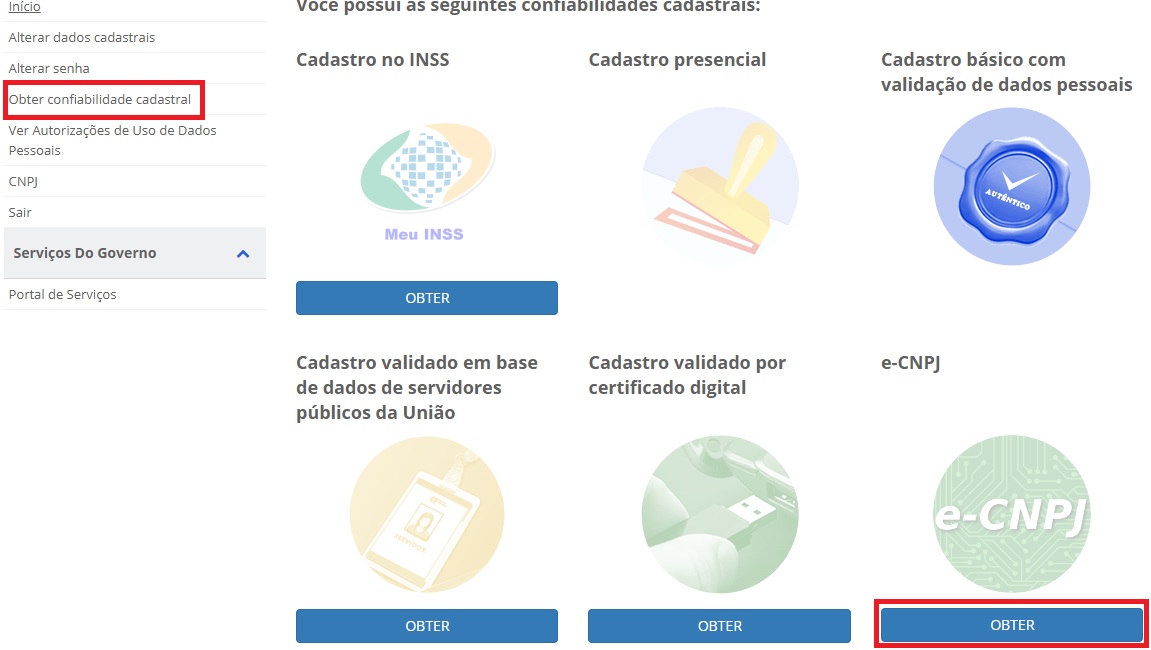 Início
Alterar dados cadastrais
Alterar senha
Obter confiabilidade cadastral
Ver Autorizações de Uso de Dados
Pessoais
CNPJ
Sair
Serviços Do Governo
Portal de Serviços
Você possui as seguintes confiabilidades cadastrais:
Cadastro no INSS
Meu INSS
OBTER
Cadastro presencial
Cadastro básico com
validação de dados pessoais
AUTÊNTICO
Cadastro validado em base
de dados de servidores
públicos da União
SERVIDOR
OBTER
Cadastro validado por
certificado digital
OBTER
e-CNPJ
e-CNPJ
OBTER